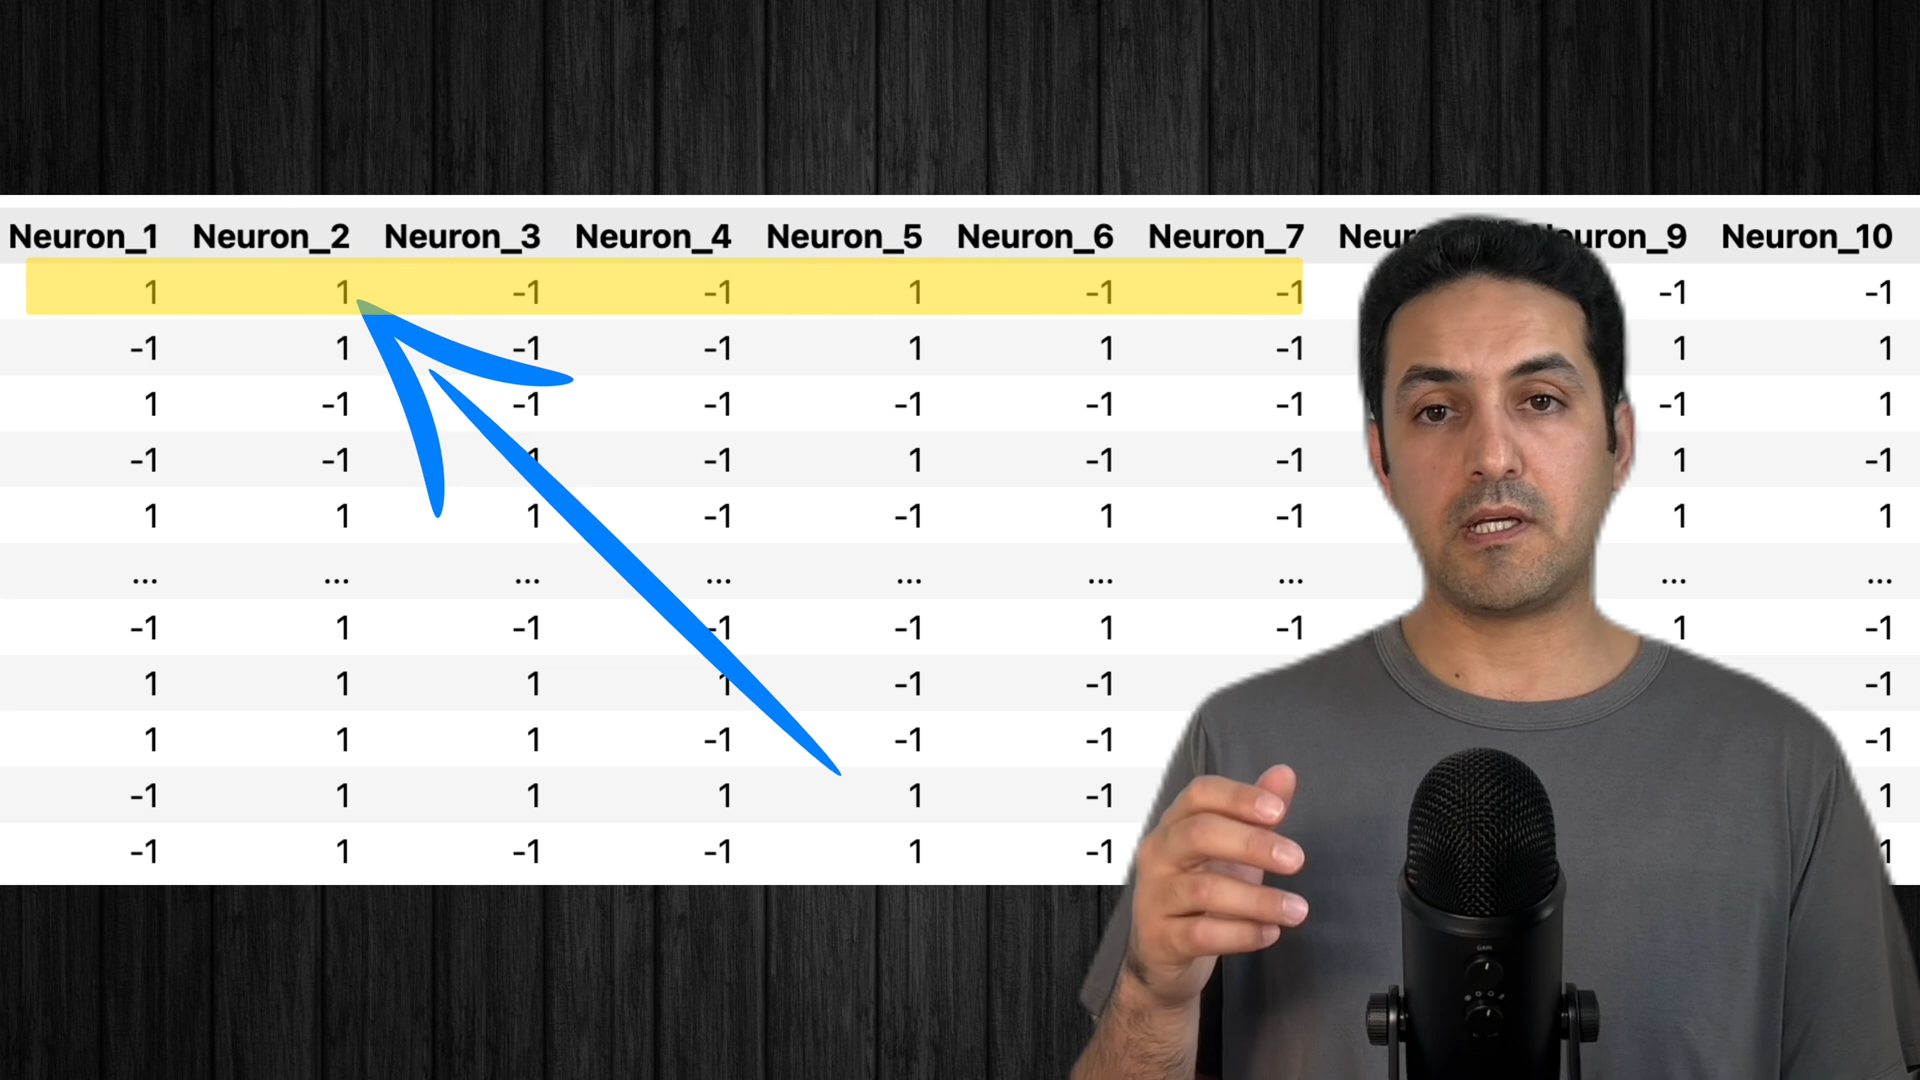 Neuron_1 Neuron_2 Neuron_3 Neuron_4 Neuron_5 Neuron_6 Neuron_7 Neuron_10
1 1 -1 -1 1 -1 -1 -1 -1
-1 1 -1 -1 1 1 -1 1 1
1 -1 -1 -1 -1 -1 -1 -1 1
-1 -1 1 -1 1 -1 -1 1 -1
1 1 1 -1 -1 1 -1 1 1
... ... ... ... ... ... ... ... ...
-1 1 -1 -1 -1 1 -1 1 -1
1 1 1 1 -1 -1 -1
1 1 1 -1 -1 -1 -1
-1 1 1 1 1 -1 1
-1 1 -1 -1 1 -1 1
GAIN